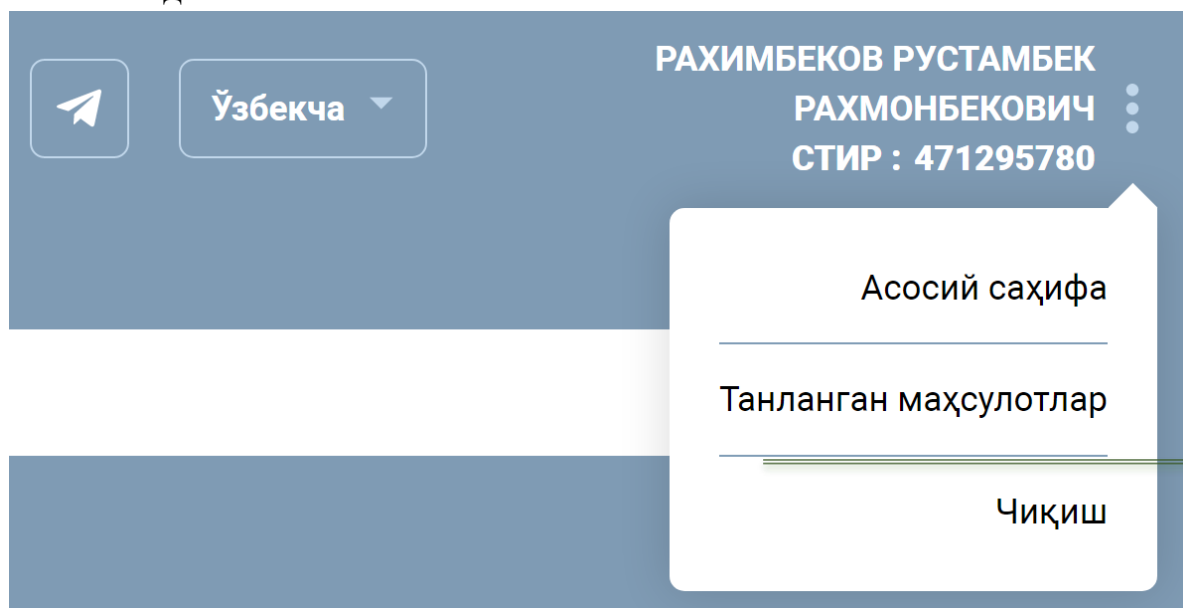 Ўзбекча
РАХИМБЕКОВ РУСТАМБЕК
РАХМОНБЕКОВИЧ
СТИР : 471295780
Асосий саҳифа
Танланган маҳсулотлар
Чиқиш